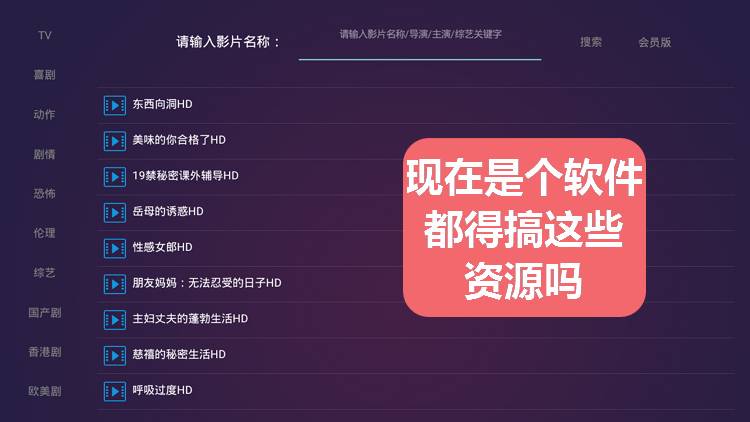 TV
喜剧
动作
剧情
恐怖
伦理
综艺
国产剧
香港剧
欧美剧
请输入影片名称：
请输入影片名称/导演/主演/综艺关键字
搜索
会员版
东西向洞HD
美味的你合格了HD
19禁秘密课外辅导HD
岳母的诱惑HD
性感女郎HD
朋友妈妈：无法忍受的日子HD
主妇丈夫的蓬勃生活HD
慈禧的秘密生活HD
呼吸过度HD
现在是个软件
都得搞这些
资源吗